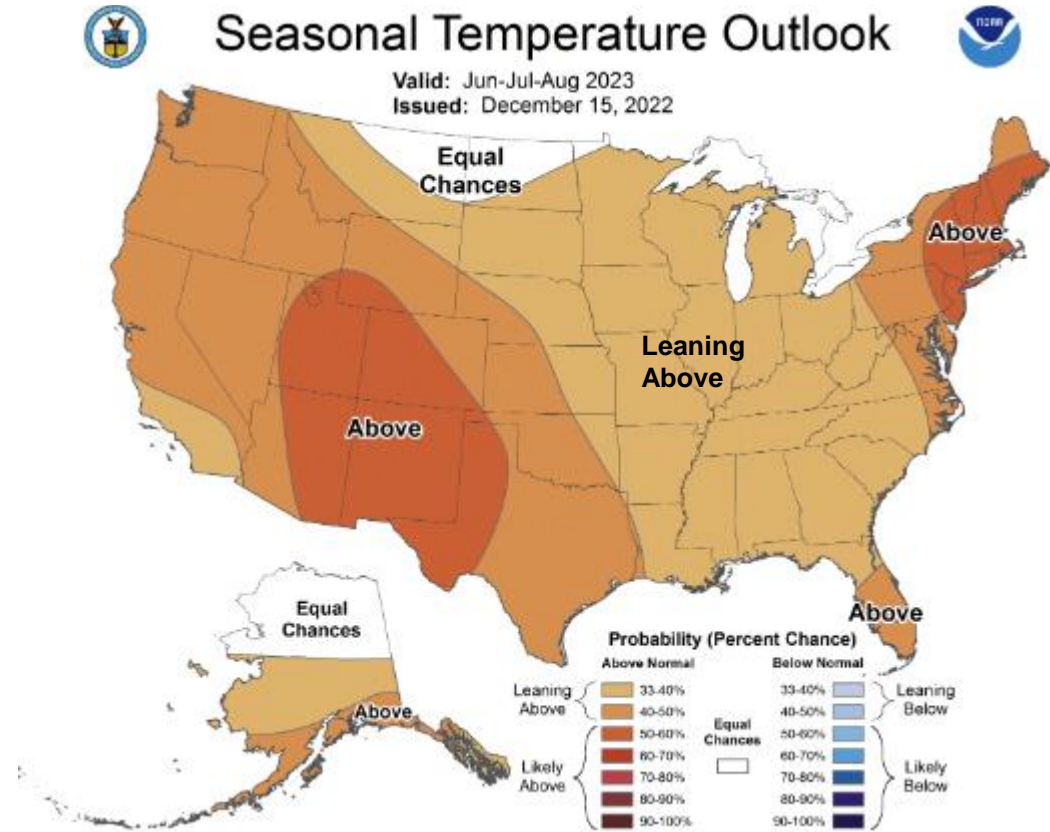 Seasonal Temperature Outlook
NOAA
Valid: Jun-Jul-Aug 2023
Issued: December 15, 2022
Equal
Chances
Above
Leaning
Above
Above
Equal
Chances
Above
Above
Probability (Percent Chance)
Above Normal
Below Normal
Leaning
Above
33-40%
40-50%
50-60%
60-70%
70-80%
80-90%
90-100%
Likely
Above
Equal
Chances
33-40%
40-50%
50-60%
60-70%
70-80%
80-90%
90-100%
Leaning
Below
Likely
Below